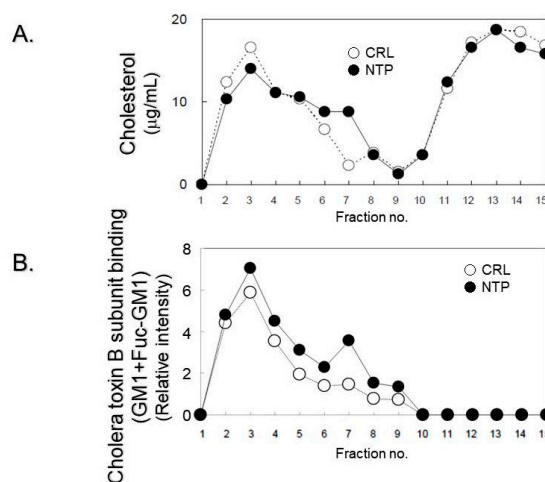 A.
Cholesterol
(μg/mL)
20
10
0
CRL
NTP
1 2 3 4 5 6 7 8 9 10 11 12 13 14 15
Fraction no.
B.
Cholera toxin B subunit binding
(GM1+Fuc-GM1)
(Relative intensity)
8
6
4
2
0
CRL
NTP
1 2 3 4 5 6 7 8 9 10 11 12 13 14 15
Fraction no.